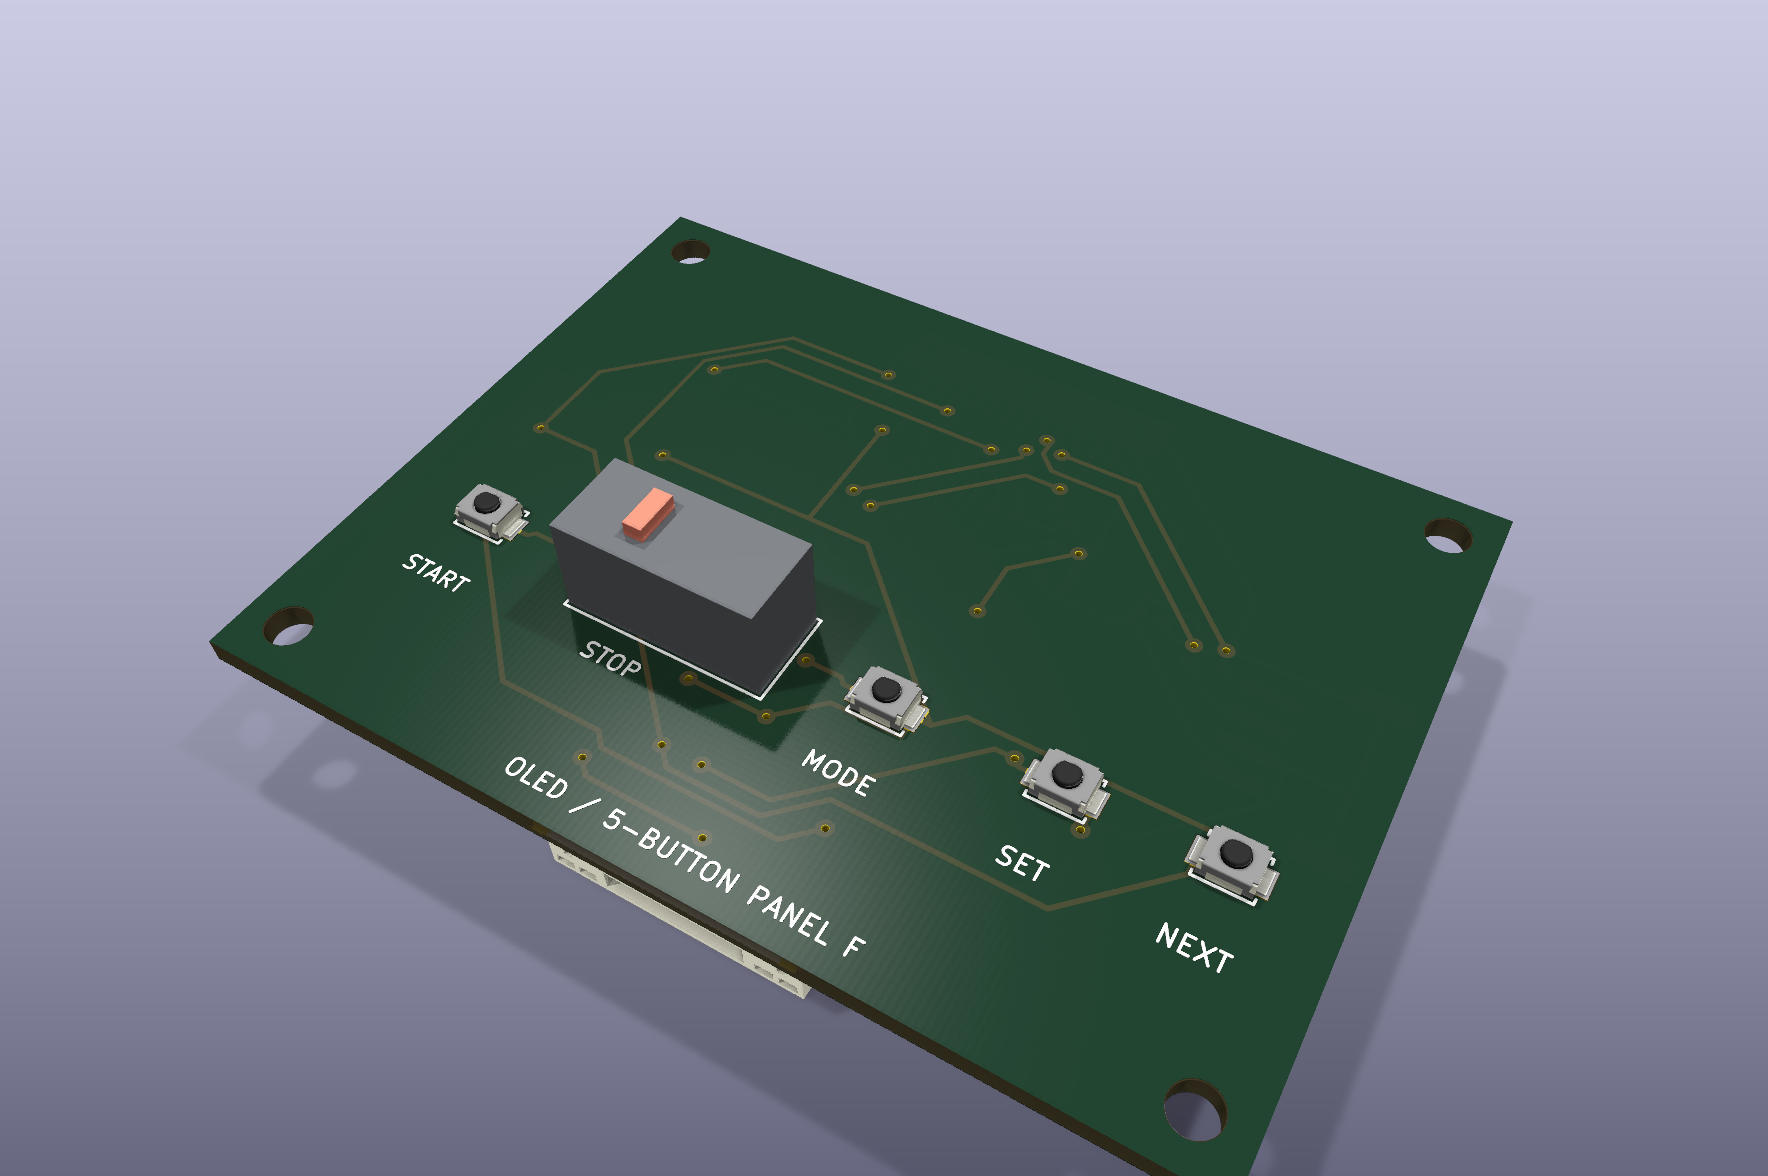 START
STOP
MODE
SET
NEXT
OLED / 5-BUTTON PANEL F